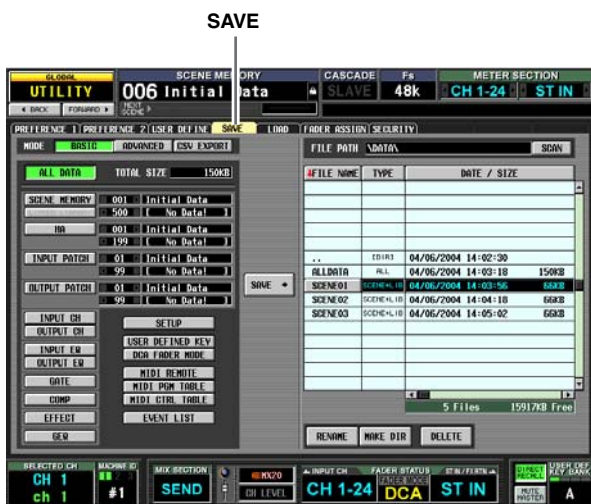 SAVE
GLOBAL SCENE MEMORY CASCADE Fs METER SECTION
UTILITY 006 Initial Data SLAVE 48k CH 1-24 ST IN
BACK FORWARD NEXT SCENE
PREFERENCE 1 PREFERENCE 2 USER DEFINE SAVE LOAD FADER ASSIGN SECURITY
MODE BASIC ADVANCED CSV EXPORT FILE PATH \DATA\ SCAN
ALL DATA TOTAL SIZE 150KB FILE NAME TYPE DATE / SIZE
SCENE MEMORY 001 Initial Data
500 [ No Data! ]
HA 001 Initial Data
199 [ No Data! ]
INPUT PATCH 01 Initial Data .. [DIR] 04/06/2004 14:02:30
99 [ No Data! ] ALLDATA ALL 04/06/2004 14:03:18 150KB
OUTPUT PATCH 01 Initial Data SAVE SCENE01 SCENE+LIB 04/06/2004 14:03:56 66KB
99 [ No Data! ] SCENE02 SCENE+LIB 04/06/2004 14:04:18 66KB
INPUT CH SETUP SCENE03 SCENE+LIB 04/06/2004 14:05:02 66KB
OUTPUT CH
INPUT EQ USER DEFINED KEY
OUTPUT EQ DCA FADER MODE
GATE MIDI REMOTE
MIDI PGM TABLE
COMP MIDI CTRL TABLE
EFFECT EVENT LIST 5 Files 15917KB Free
GEQ RENAME MAKE DIR DELETE
SELECTED CH MACHINE ID MIX SECTION INPUT CH FADER STATUS ST IN/FXRTN DIRECT RECALL USER DEF KEY BANK
CH 1 #1 SEND MIX20 CH 1-24 FADER MODE DCA ST IN
ch 1 CH LEVEL MUTE MASTER A